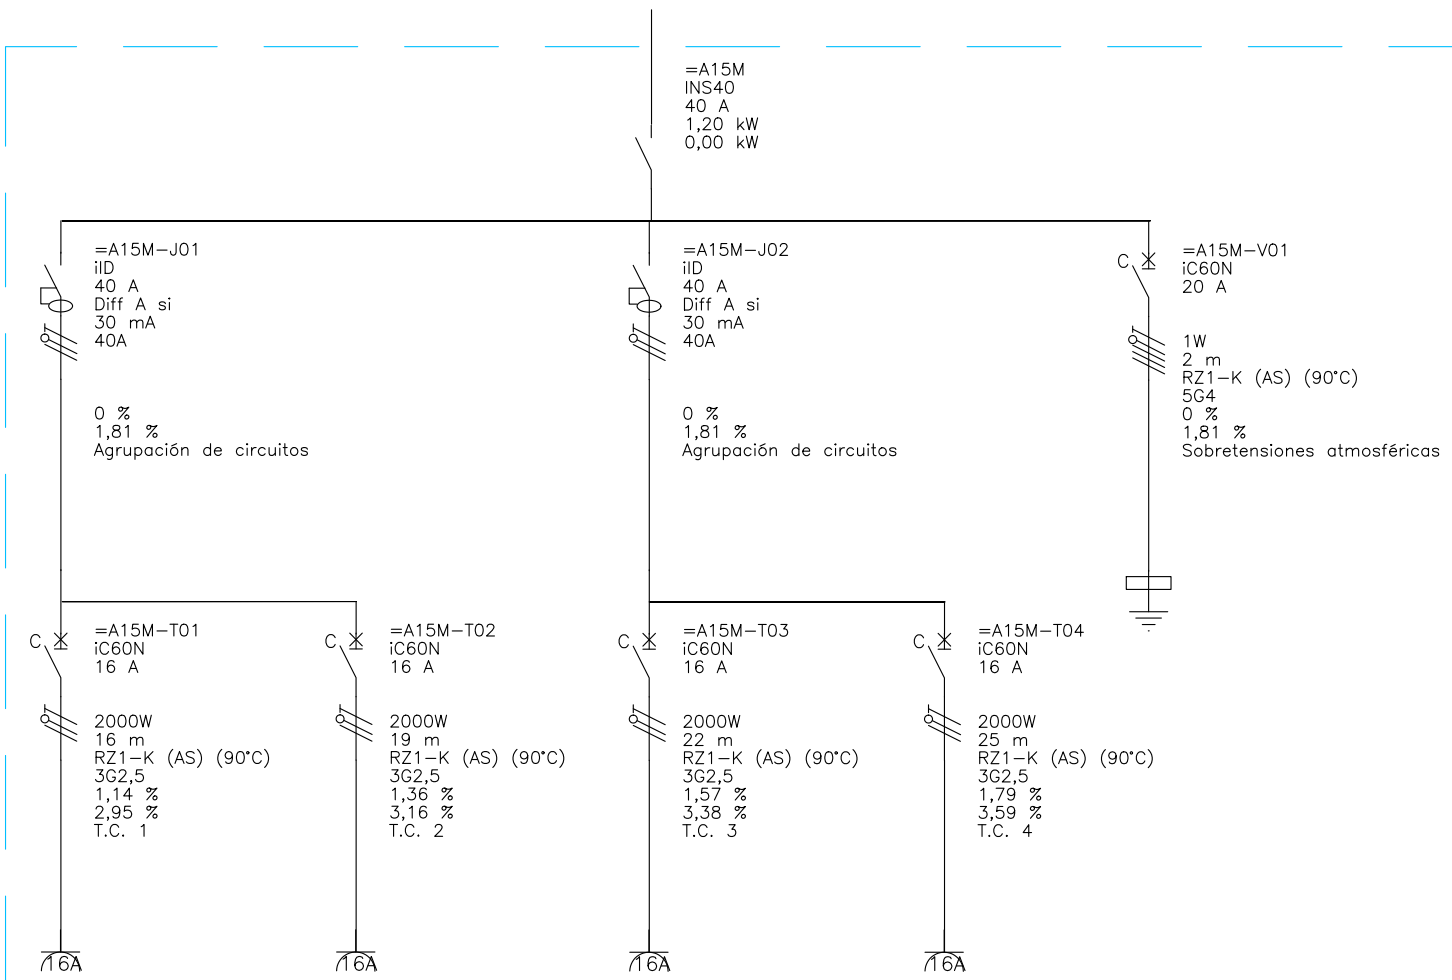 =A15M
INS40
40 A
1,20 kW
0,00 kW
=A15M-J01
iID
40 A
Diff A si
30 mA
40A
0 %
1,81 %
Agrupación de circuitos
=A15M-J02
iID
40 A
Diff A si
30 mA
40A
0 %
1,81 %
Agrupación de circuitos
C
=A15M-V01
iC60N
20 A
1W
2 m
RZ1-K (AS) (90°C)
5G4
0 %
1,81 %
Sobretensiones atmosféricas
C
=A15M-T01
iC60N
16 A
2000W
16 m
RZ1-K (AS) (90°C)
3G2,5
1,14 %
2,95 %
T.C. 1
16A
C
=A15M-T02
iC60N
16 A
2000W
19 m
RZ1-K (AS) (90°C)
3G2,5
1,36 %
3,16 %
T.C. 2
16A
C
=A15M-T03
iC60N
16 A
2000W
22 m
RZ1-K (AS) (90°C)
3G2,5
1,57 %
3,38 %
T.C. 3
16A
C
=A15M-T04
iC60N
16 A
2000W
25 m
RZ1-K (AS) (90°C)
3G2,5
1,79 %
3,59 %
T.C. 4
16A